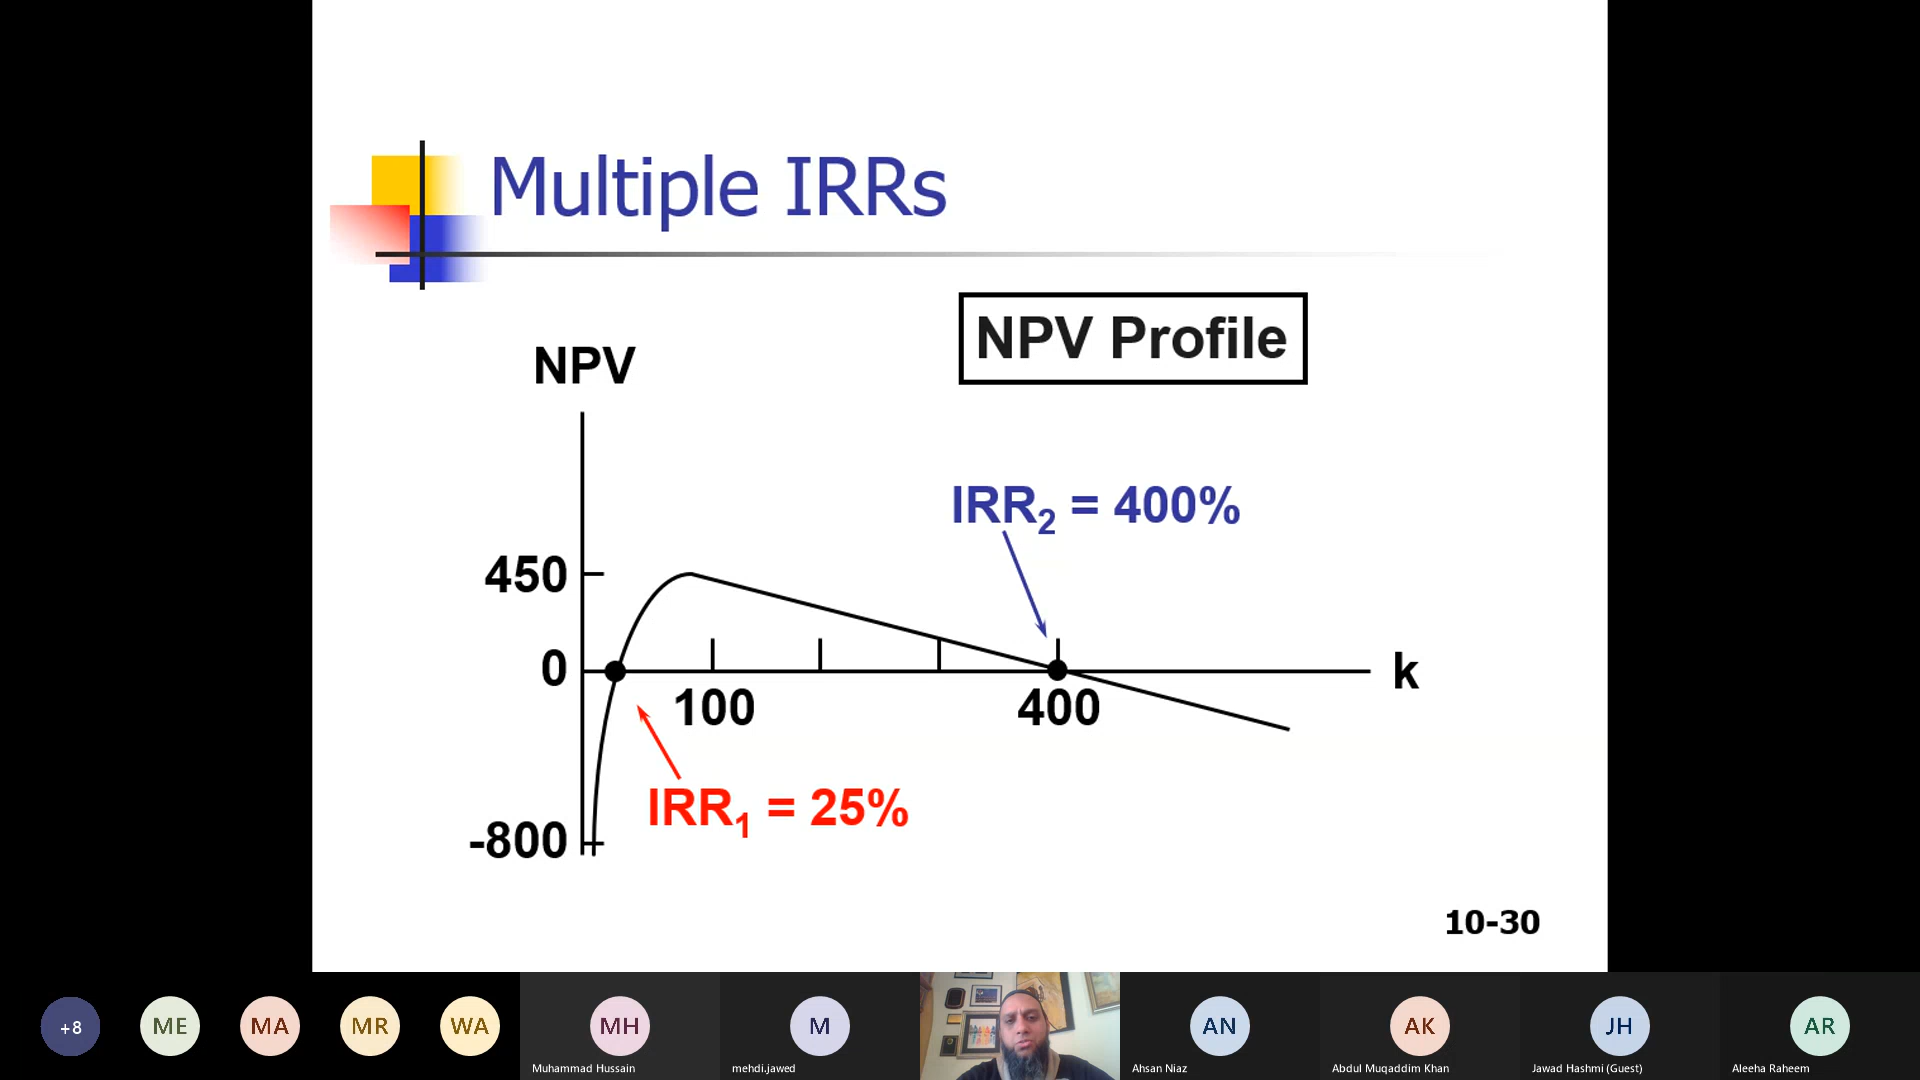 Multiple IRRs
NPV Profile
NPV
IRR2 = 400%
450
0
k
100
400
IRR1 = 25%
-800
10-30
+8
ME
MA
MR
WA
MH
M
AN
AK
JH
AR
Muhammad Hussain
mehdi.jawed
Ahsan Niaz
Abdul Muqaddim Khan
Jawad Hashmi (Guest)
Aleeha Raheem